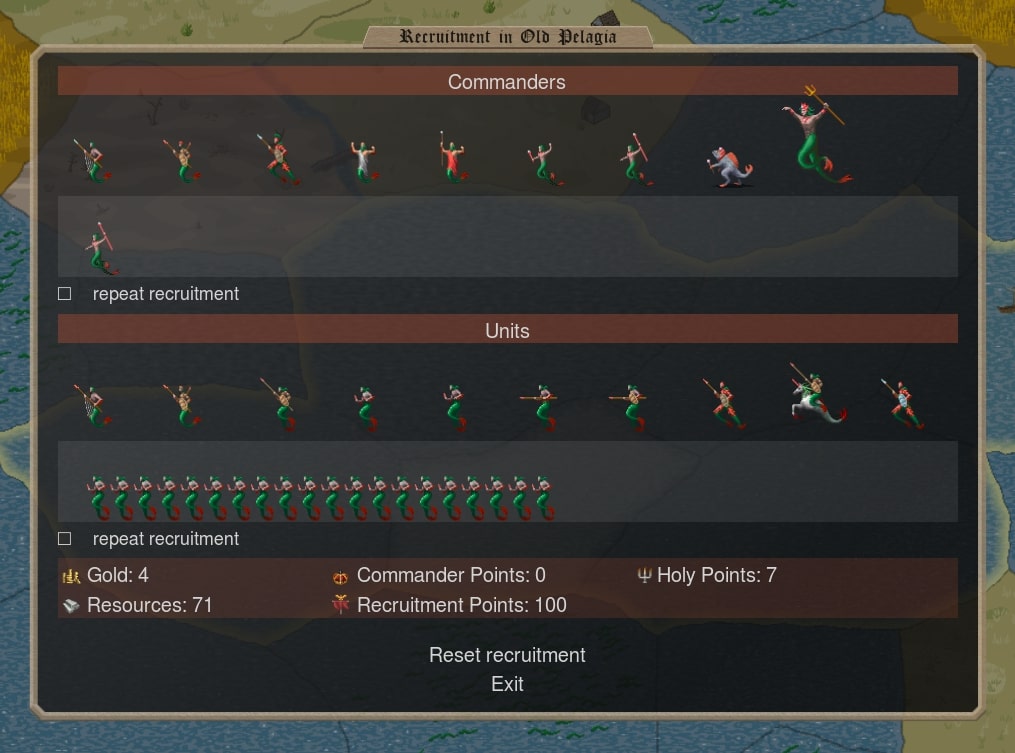 Recruitment in Old Pelagia
Commanders
repeat recruitment
Units
repeat recruitment
Gold: 4 Commander Points: 0 Holy Points: 7
Resources: 71 Recruitment Points: 100
Reset recruitment
Exit